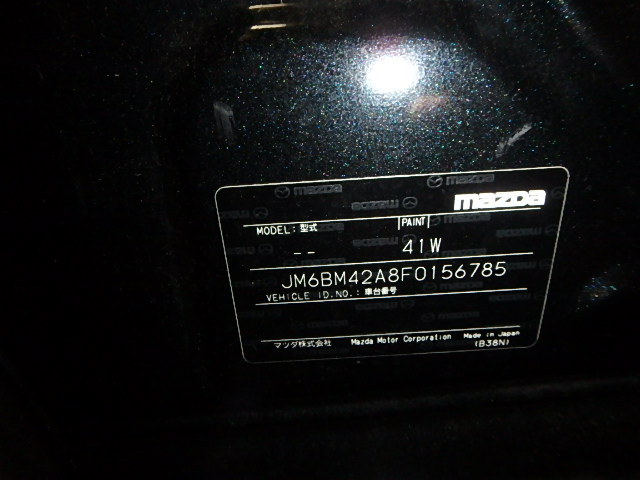 mazda
MODEL: 型式 PAINT
-- 41W
JM6BM42A8F0156785
VEHICLE ID.NO.: 車台番号
マツダ株式会社 Mazda Motor Corporation Made in Japan
(B38N)